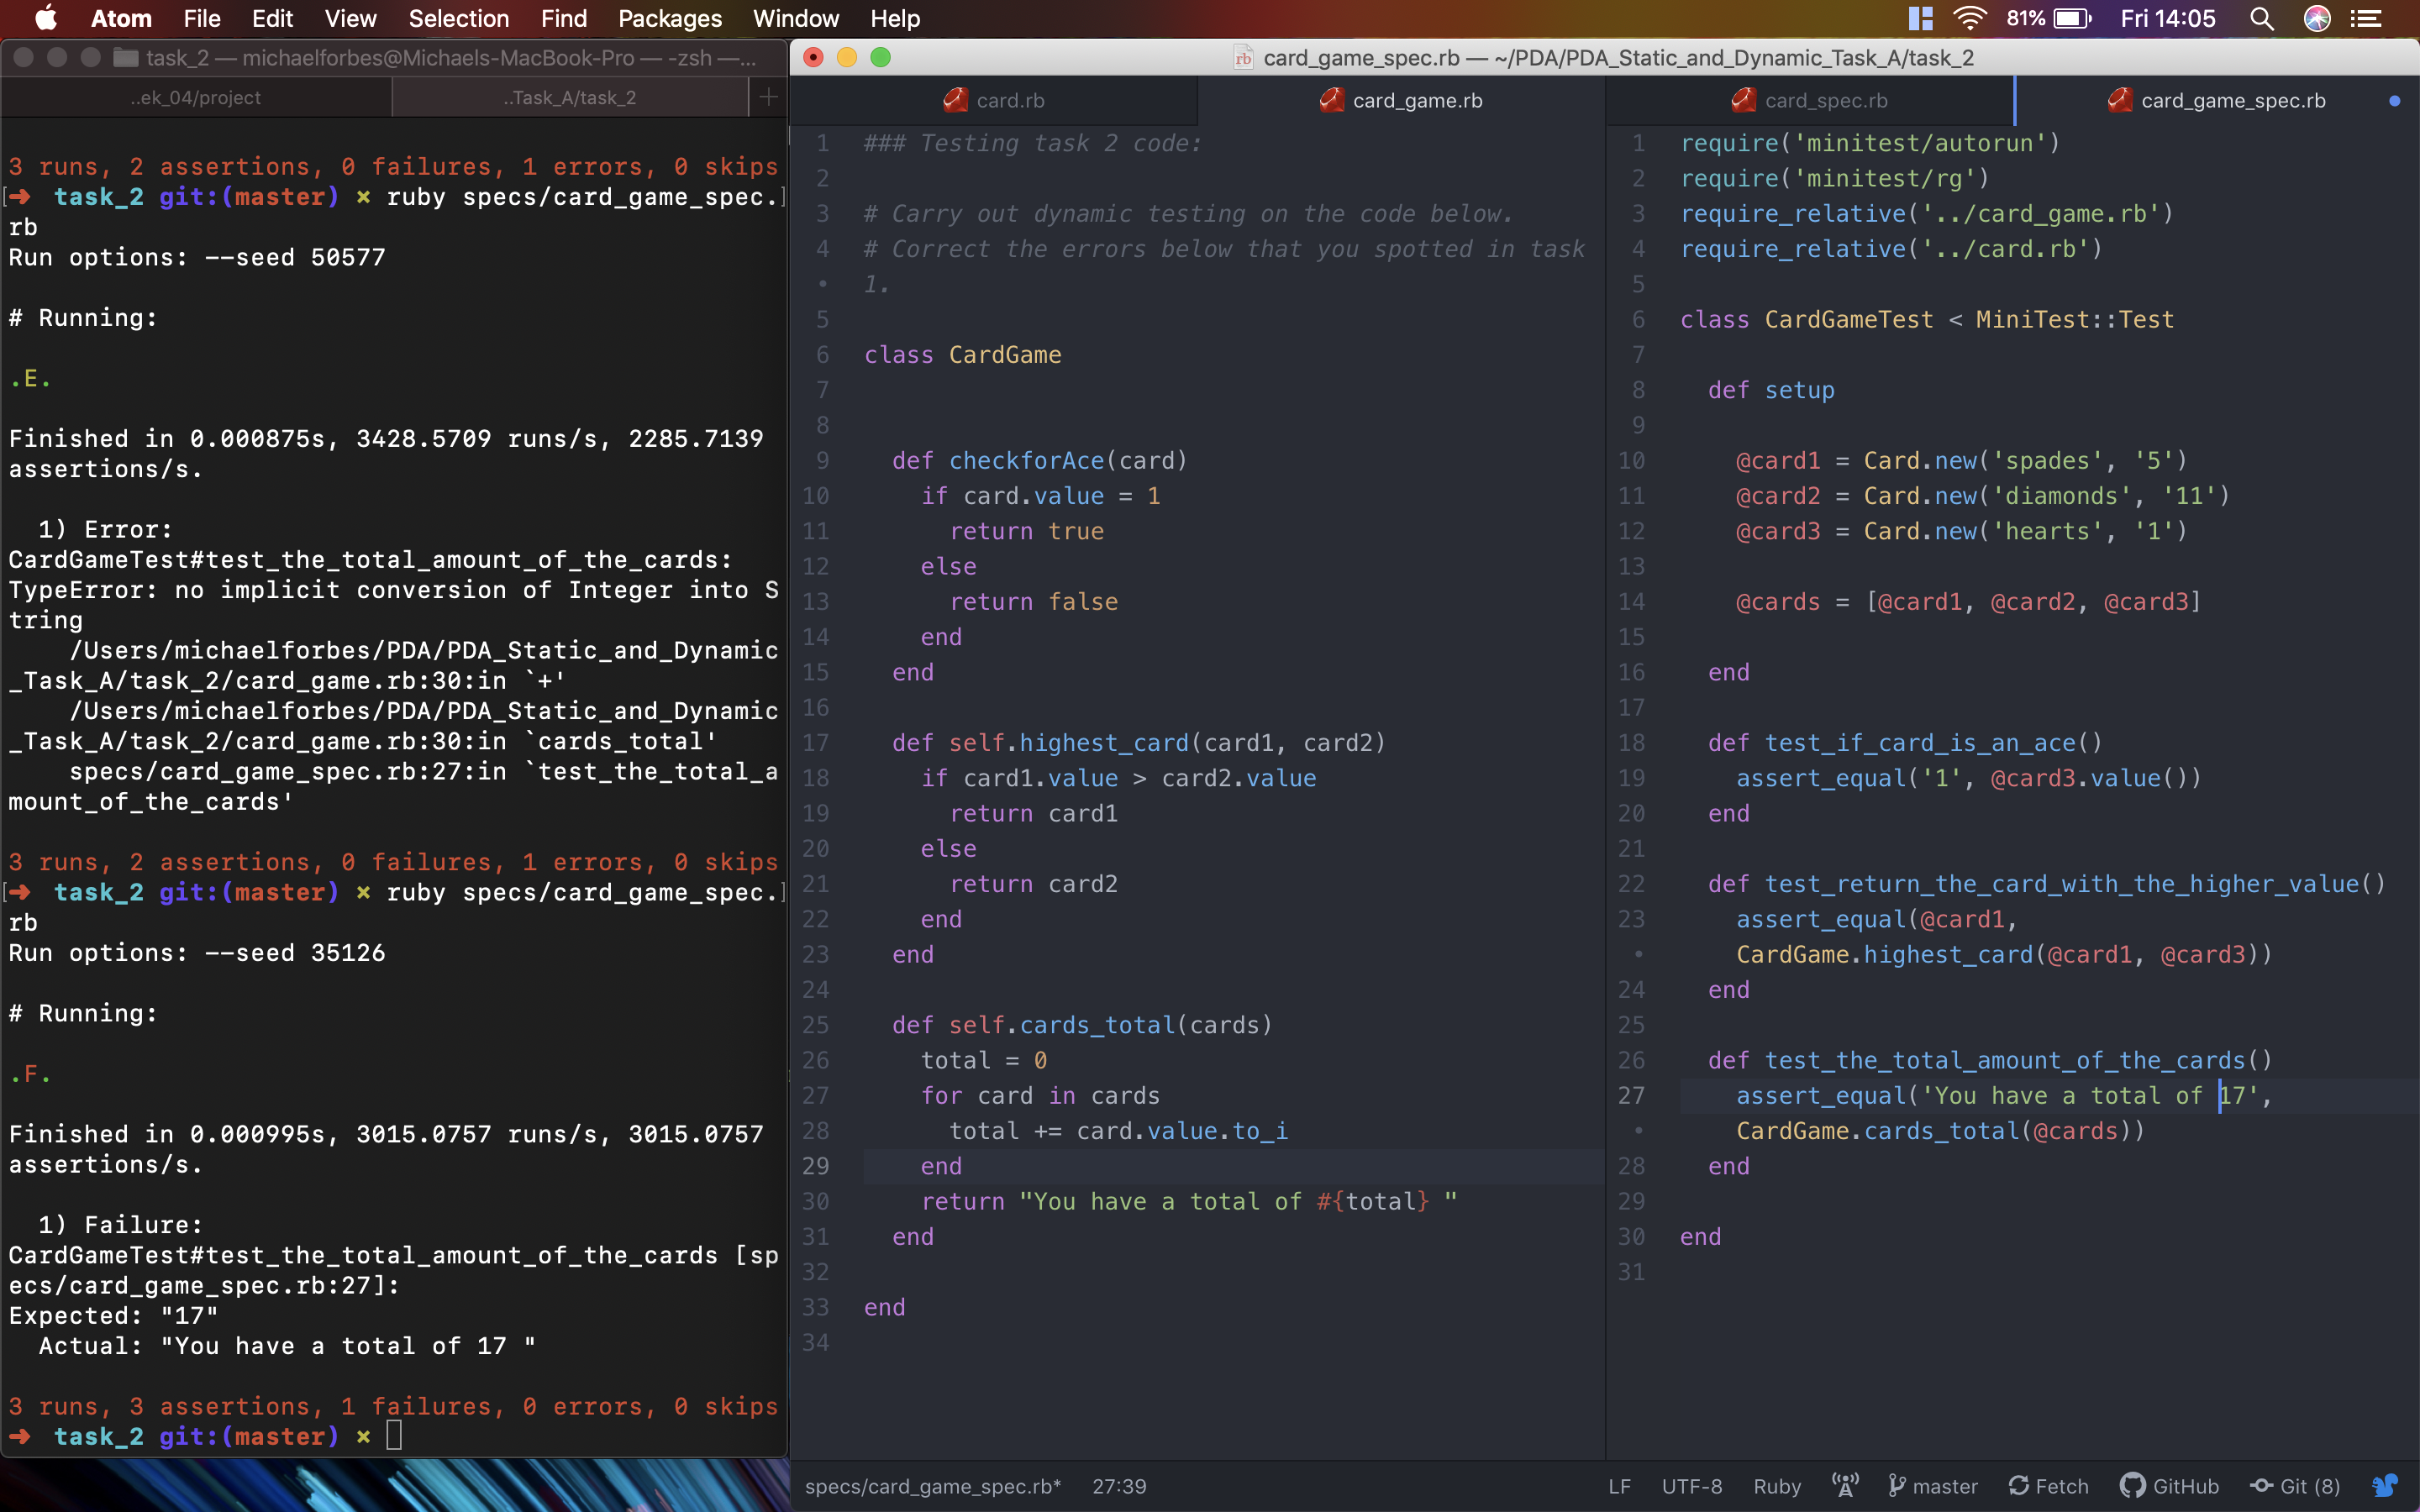 Atom File Edit View Selection Find Packages Window Help 81% Fri 14:05
task_2 — michaelforbes@Michaels-MacBook-Pro — -zsh —...
..ek_04/project ..Task_A/task_2 +
3 runs, 2 assertions, 0 failures, 1 errors, 0 skips
[➜ task_2 git:(master) × ruby specs/card_game_spec.]
rb
Run options: --seed 50577
# Running:
.E.
Finished in 0.000875s, 3428.5709 runs/s, 2285.7139
assertions/s.
1) Error:
CardGameTest#test_the_total_amount_of_the_cards:
TypeError: no implicit conversion of Integer into S
tring
/Users/michaelforbes/PDA/PDA_Static_and_Dynamic
_Task_A/task_2/card_game.rb:30:in `+'
/Users/michaelforbes/PDA/PDA_Static_and_Dynamic
_Task_A/task_2/card_game.rb:30:in `cards_total'
specs/card_game_spec.rb:27:in `test_the_total_a
mount_of_the_cards'
3 runs, 2 assertions, 0 failures, 1 errors, 0 skips
[➜ task_2 git:(master) × ruby specs/card_game_spec.]
rb
Run options: --seed 35126
# Running:
.F.
Finished in 0.000995s, 3015.0757 runs/s, 3015.0757
assertions/s.
1) Failure:
CardGameTest#test_the_total_amount_of_the_cards [sp
ecs/card_game_spec.rb:27]:
Expected: "17"
Actual: "You have a total of 17 "
3 runs, 3 assertions, 1 failures, 0 errors, 0 skips
➜ task_2 git:(master) ×
card_game_spec.rb — ~/PDA/PDA_Static_and_Dynamic_Task_A/task_2
card.rb card_game.rb
1 ### Testing task 2 code:
2
3 # Carry out dynamic testing on the code below.
4 # Correct the errors below that you spotted in task
• 1.
5
6 class CardGame
7
8
9 def checkforAce(card)
10 if card.value = 1
11 return true
12 else
13 return false
14 end
15 end
16
17 def self.highest_card(card1, card2)
18 if card1.value > card2.value
19 return card1
20 else
21 return card2
22 end
23 end
24
25 def self.cards_total(cards)
26 total = 0
27 for card in cards
28 total += card.value.to_i
29 end
30 return "You have a total of #{total} "
31 end
32
33 end
34
card_spec.rb card_game_spec.rb
1 require('minitest/autorun')
2 require('minitest/rg')
3 require_relative('../card_game.rb')
4 require_relative('../card.rb')
5
6 class CardGameTest < MiniTest::Test
7
8 def setup
9
10 @card1 = Card.new('spades', '5')
11 @card2 = Card.new('diamonds', '11')
12 @card3 = Card.new('hearts', '1')
13
14 @cards = [@card1, @card2, @card3]
15
16 end
17
18 def test_if_card_is_an_ace()
19 assert_equal('1', @card3.value())
20 end
21
22 def test_return_the_card_with_the_higher_value()
23 assert_equal(@card1,
• CardGame.highest_card(@card1, @card3))
24 end
25
26 def test_the_total_amount_of_the_cards()
27 assert_equal('You have a total of 17',
• CardGame.cards_total(@cards))
28 end
29
30 end
31
specs/card_game_spec.rb* 27:39 LF UTF-8 Ruby master Fetch GitHub Git (8)